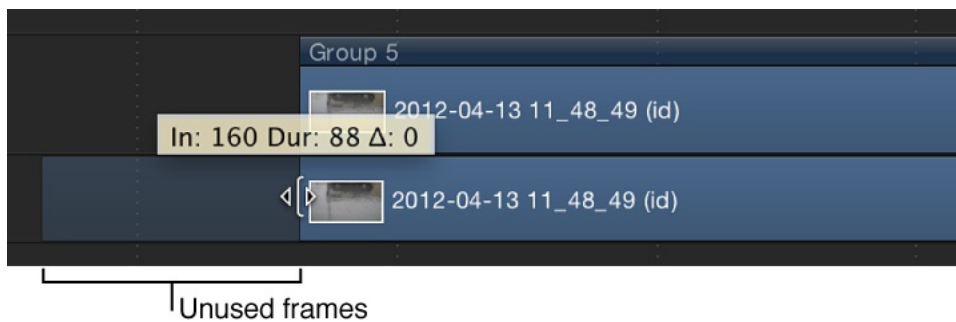 Group 5
2012-04-13 11_48_49 (id)
In: 160 Dur: 88 Δ: 0
2012-04-13 11_48_49 (id)
Unused frames